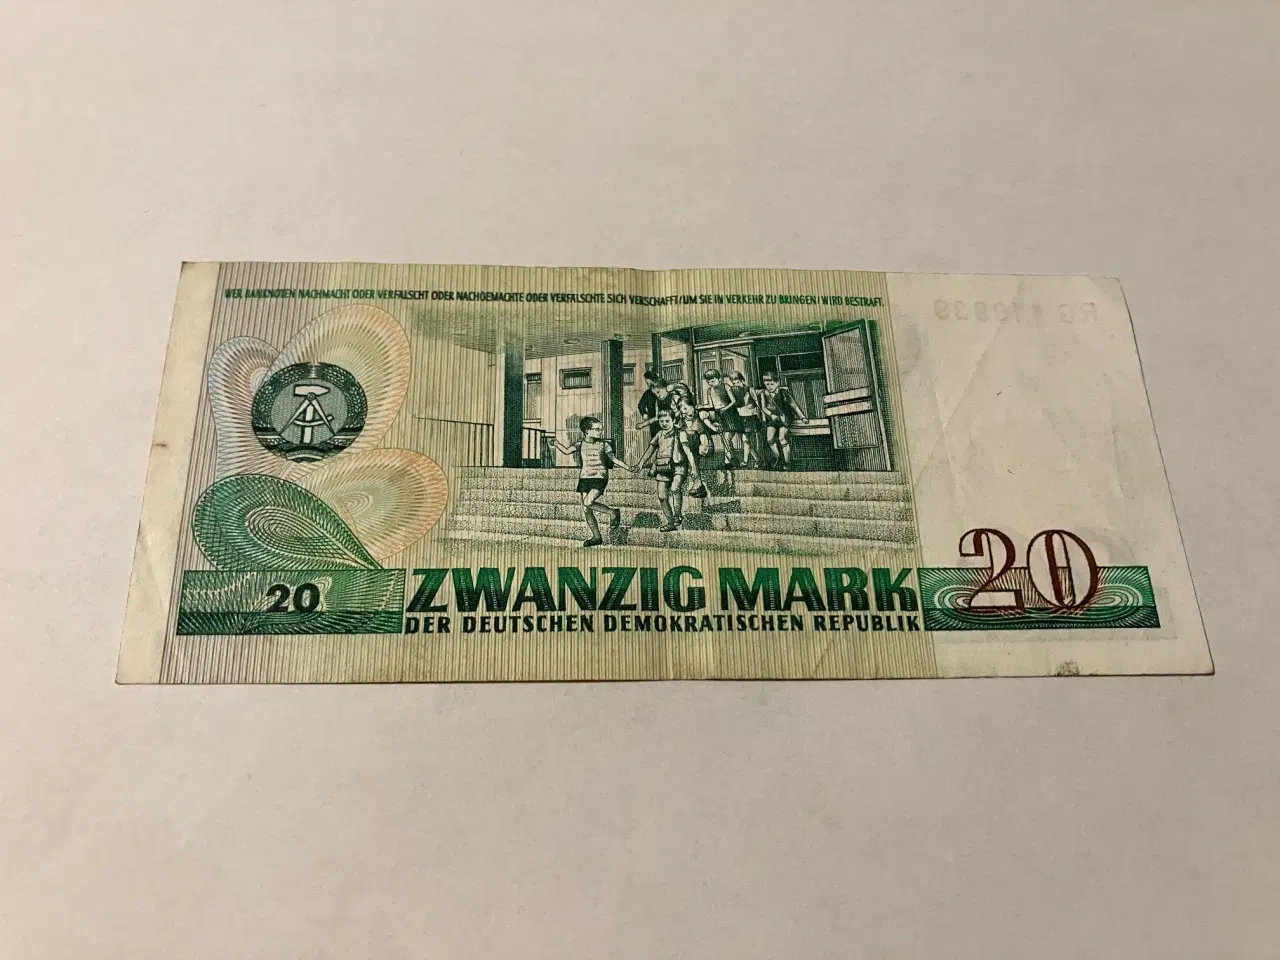 WER BANKNOTEN NACHMACHT ODER VERFÄLSCHT ODER NACHGEMACHTE ODER VERFÄLSCHTE SICH VERSCHAFFT/UM SIE IN VERKEHR ZU BRINGEN/WIRD BESTRAFT.
20
ZWANZIG MARK
DER DEUTSCHEN DEMOKRATISCHEN REPUBLIK
20